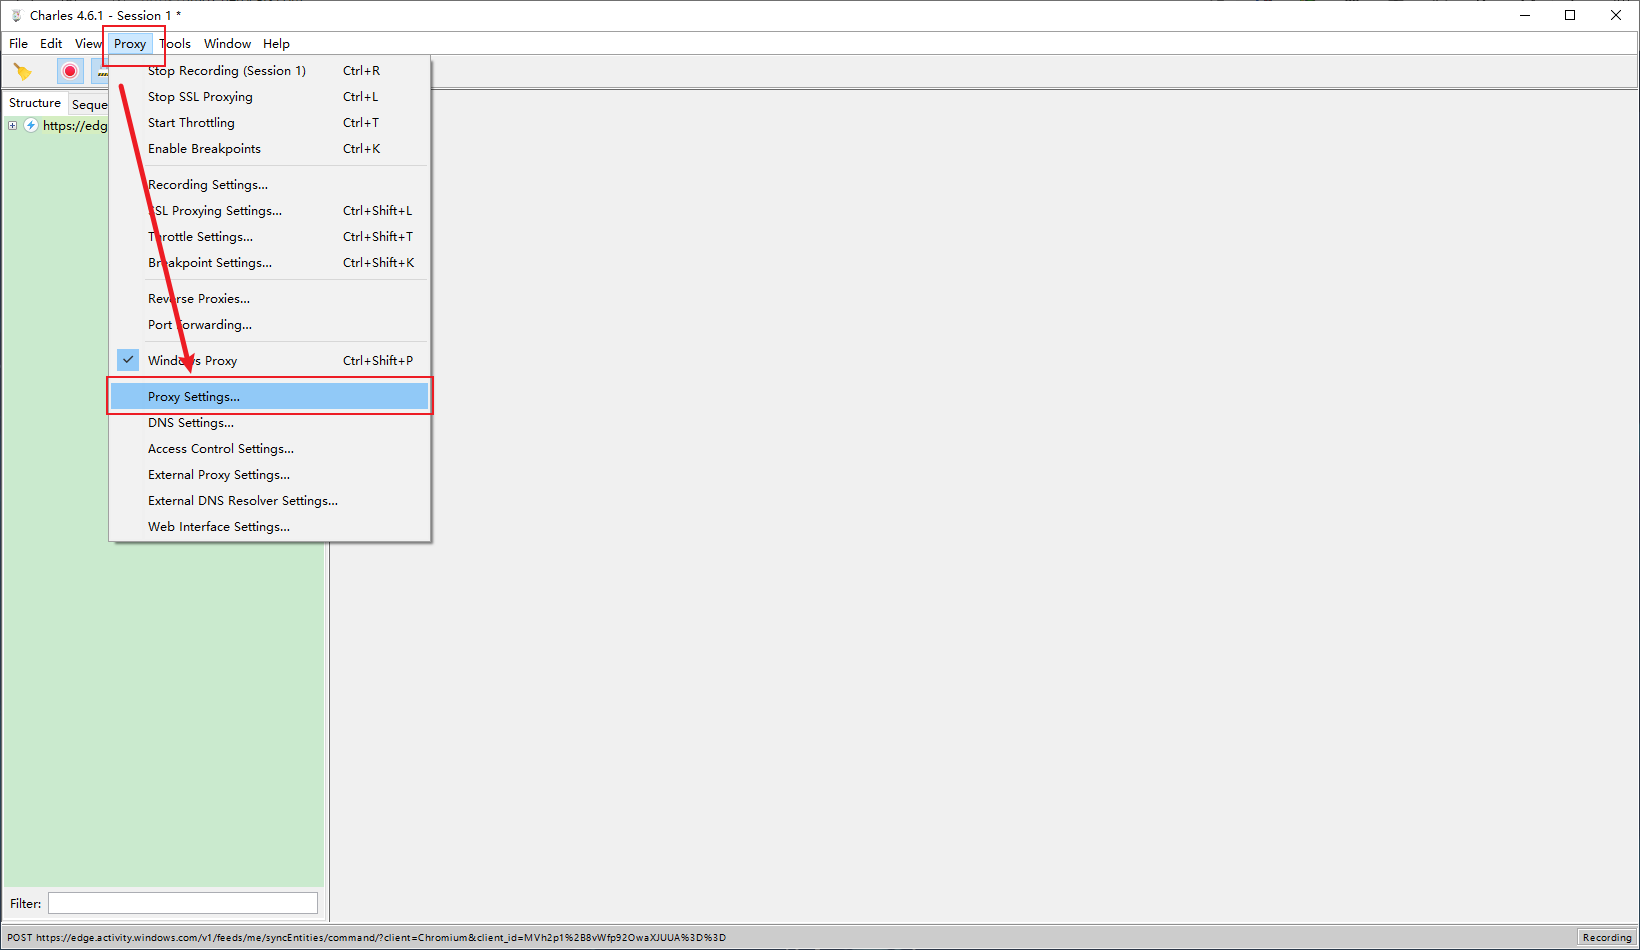 Charles 4.6.1 - Session 1 *
File Edit View Proxy Tools Window Help
Stop Recording (Session 1) Ctrl+R
Stop SSL Proxying Ctrl+L
Structure Seque
Start Throttling Ctrl+T
https://edg
Enable Breakpoints Ctrl+K
Recording Settings...
SSL Proxying Settings... Ctrl+Shift+L
Throttle Settings... Ctrl+Shift+T
Breakpoint Settings... Ctrl+Shift+K
Reverse Proxies...
Port Forwarding...
Windows Proxy Ctrl+Shift+P
Proxy Settings...
DNS Settings...
Access Control Settings...
External Proxy Settings...
External DNS Resolver Settings...
Web Interface Settings...
Filter:
POST https://edge.activity.windows.com/v1/feeds/me/syncEntities/command/?client=Chromium&client_id=MVh2p1%2B8vWfp92OwaXJUUA%3D%3D
Recording